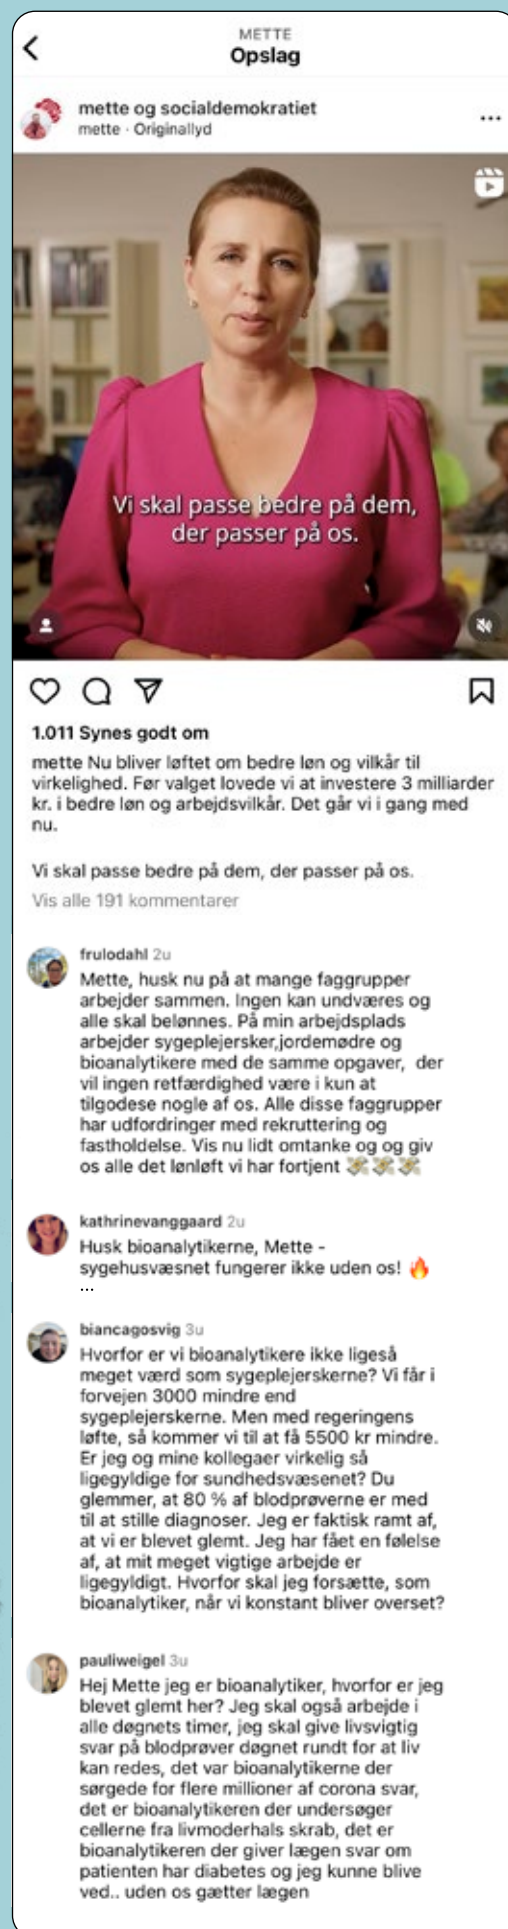 METTE
Opslag
mette og socialdemokratiet
mette · Originallyd
Vi skal passe bedre på dem,
der passer på os.
1.011 Synes godt om
mette Nu bliver løftet om bedre løn og vilkår til
virkelighed. Før valget lovede vi at investere 3 milliarder
kr. i bedre løn og arbejdsvilkår. Det går vi i gang med
nu.
Vi skal passe bedre på dem, der passer på os.
Vis alle 191 kommentarer
frulodahl 2u
Mette, husk nu på at mange faggrupper
arbejder sammen. Ingen kan undværes og
alle skal belønnes. På min arbejdsplads
arbejder sygeplejersker,jordemødre og
bioanalytikere med de samme opgaver, der
vil ingen retfærdighed være i kun at
tilgodese nogle af os. Alle disse faggrupper
har udfordringer med rekruttering og
fastholdelse. Vis nu lidt omtanke og og giv
os alle det lønløft vi har fortjent 💸💸💸
kathrinevanggaard 2u
Husk bioanalytikerne, Mette -
sygehusvæsnet fungerer ikke uden os! 🔥
...
biancagosvig 3u
Hvorfor er vi bioanalytikere ikke ligeså
meget værd som sygeplejerskerne? Vi får i
forvejen 3000 mindre end
sygeplejerskerne. Men med regeringens
løfte, så kommer vi til at få 5500 kr mindre.
Er jeg og mine kollegaer virkelig så
ligegyldige for sundhedsvæsenet? Du
glemmer, at 80 % af blodprøverne er med
til at stille diagnoser. Jeg er faktisk ramt af,
at vi er blevet glemt. Jeg har fået en følelse
af, at mit meget vigtige arbejde er
ligegyldigt. Hvorfor skal jeg forsætte, som
bioanalytiker, når vi konstant bliver overset?
pauliweigel 3u
Hej Mette jeg er bioanalytiker, hvorfor er jeg
blevet glemt her? Jeg skal også arbejde i
alle døgnets timer, jeg skal give livsvigtig
svar på blodprøver døgnet rundt for at liv
kan redes, det var bioanalytikerne der
sørgede for flere millioner af corona svar,
det er bioanalytikeren der undersøger
cellerne fra livmoderhals skrab, det er
bioanalytikeren der giver lægen svar om
patienten har diabetes og jeg kunne blive
ved.. uden os gætter lægen